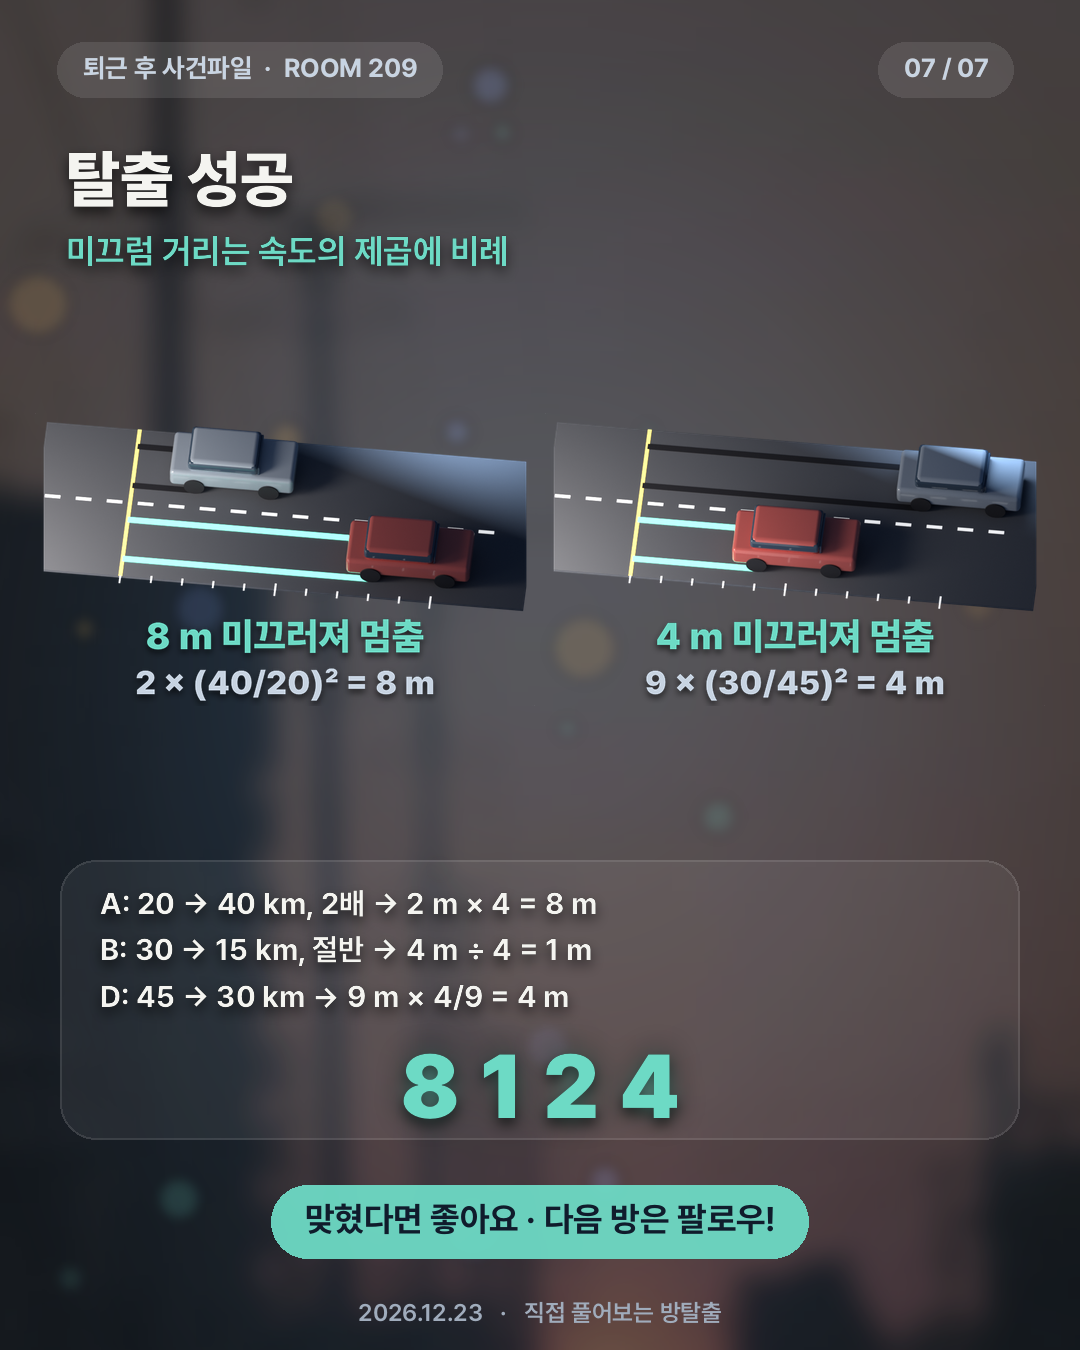 퇴근 후 사건파일 · ROOM 209
07 / 07
탈출 성공
미끄럼 거리는 속도의 제곱에 비례
8 m 미끄러져 멈춤
2 × (40/20)² = 8 m
4 m 미끄러져 멈춤
9 × (30/45)² = 4 m
A: 20 → 40 km, 2배 → 2 m × 4 = 8 m
B: 30 → 15 km, 절반 → 4 m ÷ 4 = 1 m
D: 45 → 30 km → 9 m × 4/9 = 4 m
8 1 2 4
맞혔다면 좋아요 · 다음 방은 팔로우!
2026.12.23 · 직접 풀어보는 방탈출